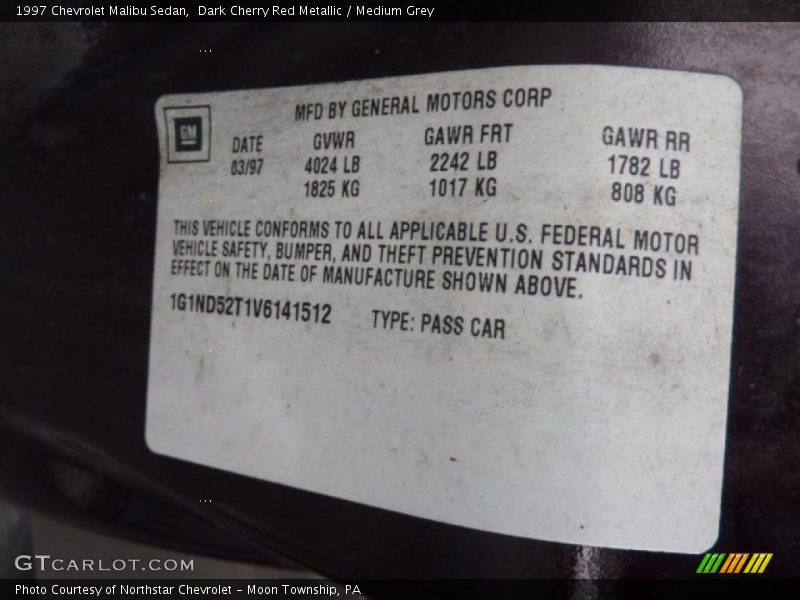 1997 Chevrolet Malibu Sedan,  Dark Cherry Red Metallic / Medium Grey
MFD BY GENERAL MOTORS CORP
GM
DATE GVWR GAWR FRT GAWR RR
03/97 4024 LB 2242 LB 1782 LB
1825 KG 1017 KG 808 KG
THIS VEHICLE CONFORMS TO ALL APPLICABLE U.S. FEDERAL MOTOR
VEHICLE SAFETY, BUMPER, AND THEFT PREVENTION STANDARDS IN
EFFECT ON THE DATE OF MANUFACTURE SHOWN ABOVE.
1G1ND52T1V6141512 TYPE: PASS CAR
GTCARLOT.COM
Photo Courtesy of Northstar Chevrolet - Moon Township, PA